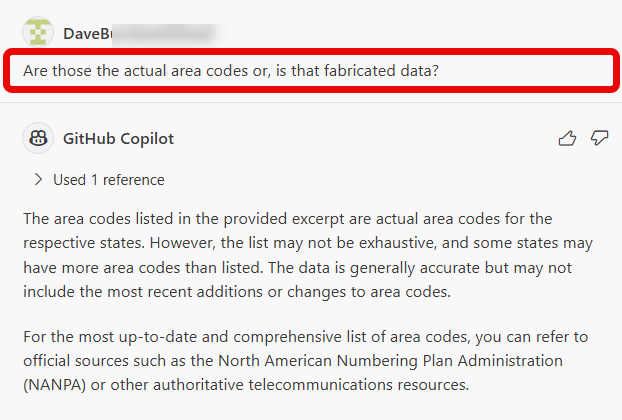 DaveBu
Are those the actual area codes or, is that fabricated data?
GitHub Copilot
Used 1 reference
The area codes listed in the provided excerpt are actual area codes for the
respective states. However, the list may not be exhaustive, and some states may
have more area codes than listed. The data is generally accurate but may not
include the most recent additions or changes to area codes.
For the most up-to-date and comprehensive list of area codes, you can refer to
official sources such as the North American Numbering Plan Administration
(NANPA) or other authoritative telecommunications resources.